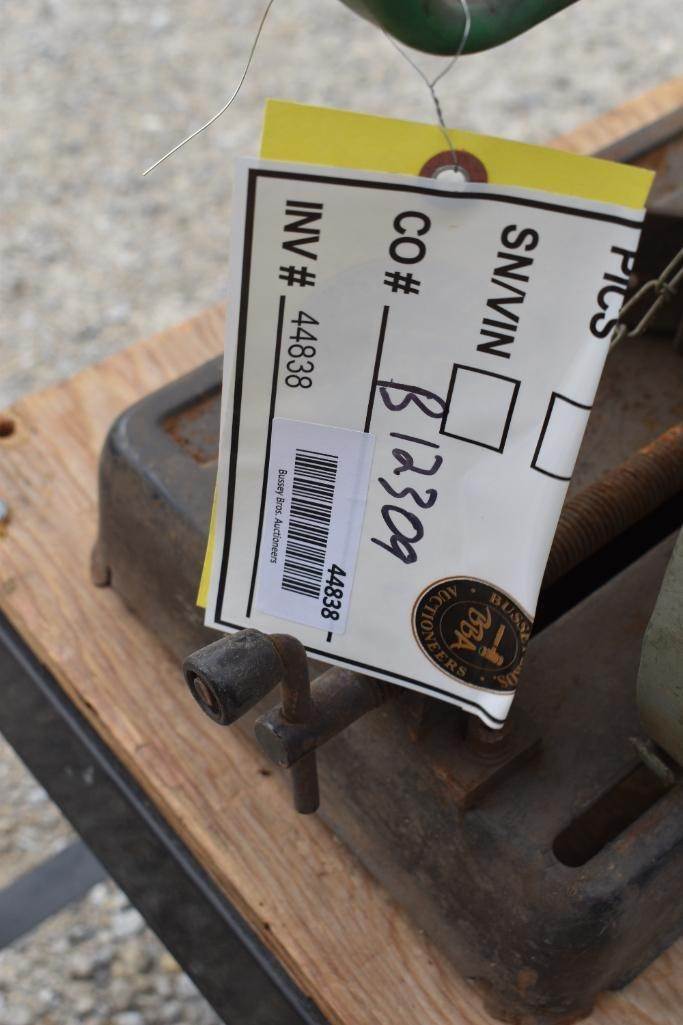 PICS
SN/VIN
CO # B12309
INV # 44838
44838
Bussey Bros. Auctioneers
BBA
AUCTIONEERS